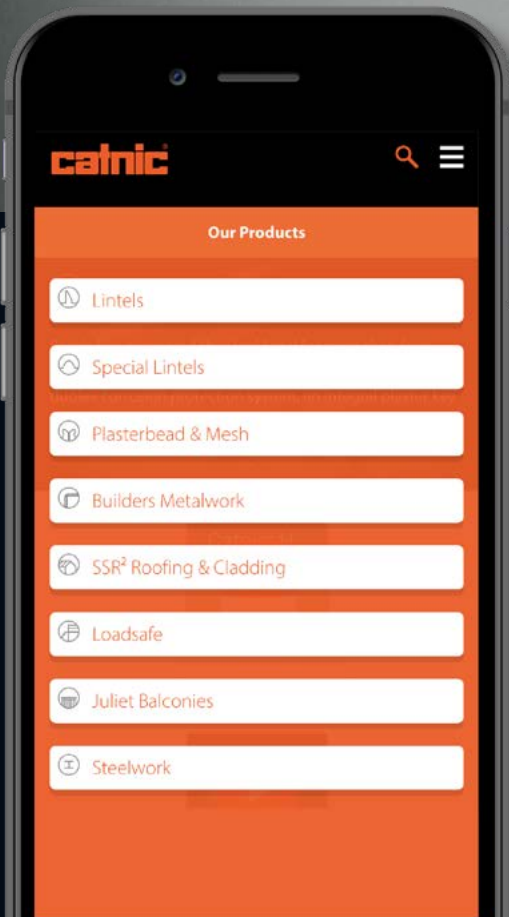 catnic
Our Products
Lintels
Special Lintels
Plasterbead & Mesh
Builders Metalwork
SSR² Roofing & Cladding
Loadsafe
Juliet Balconies
Steelwork